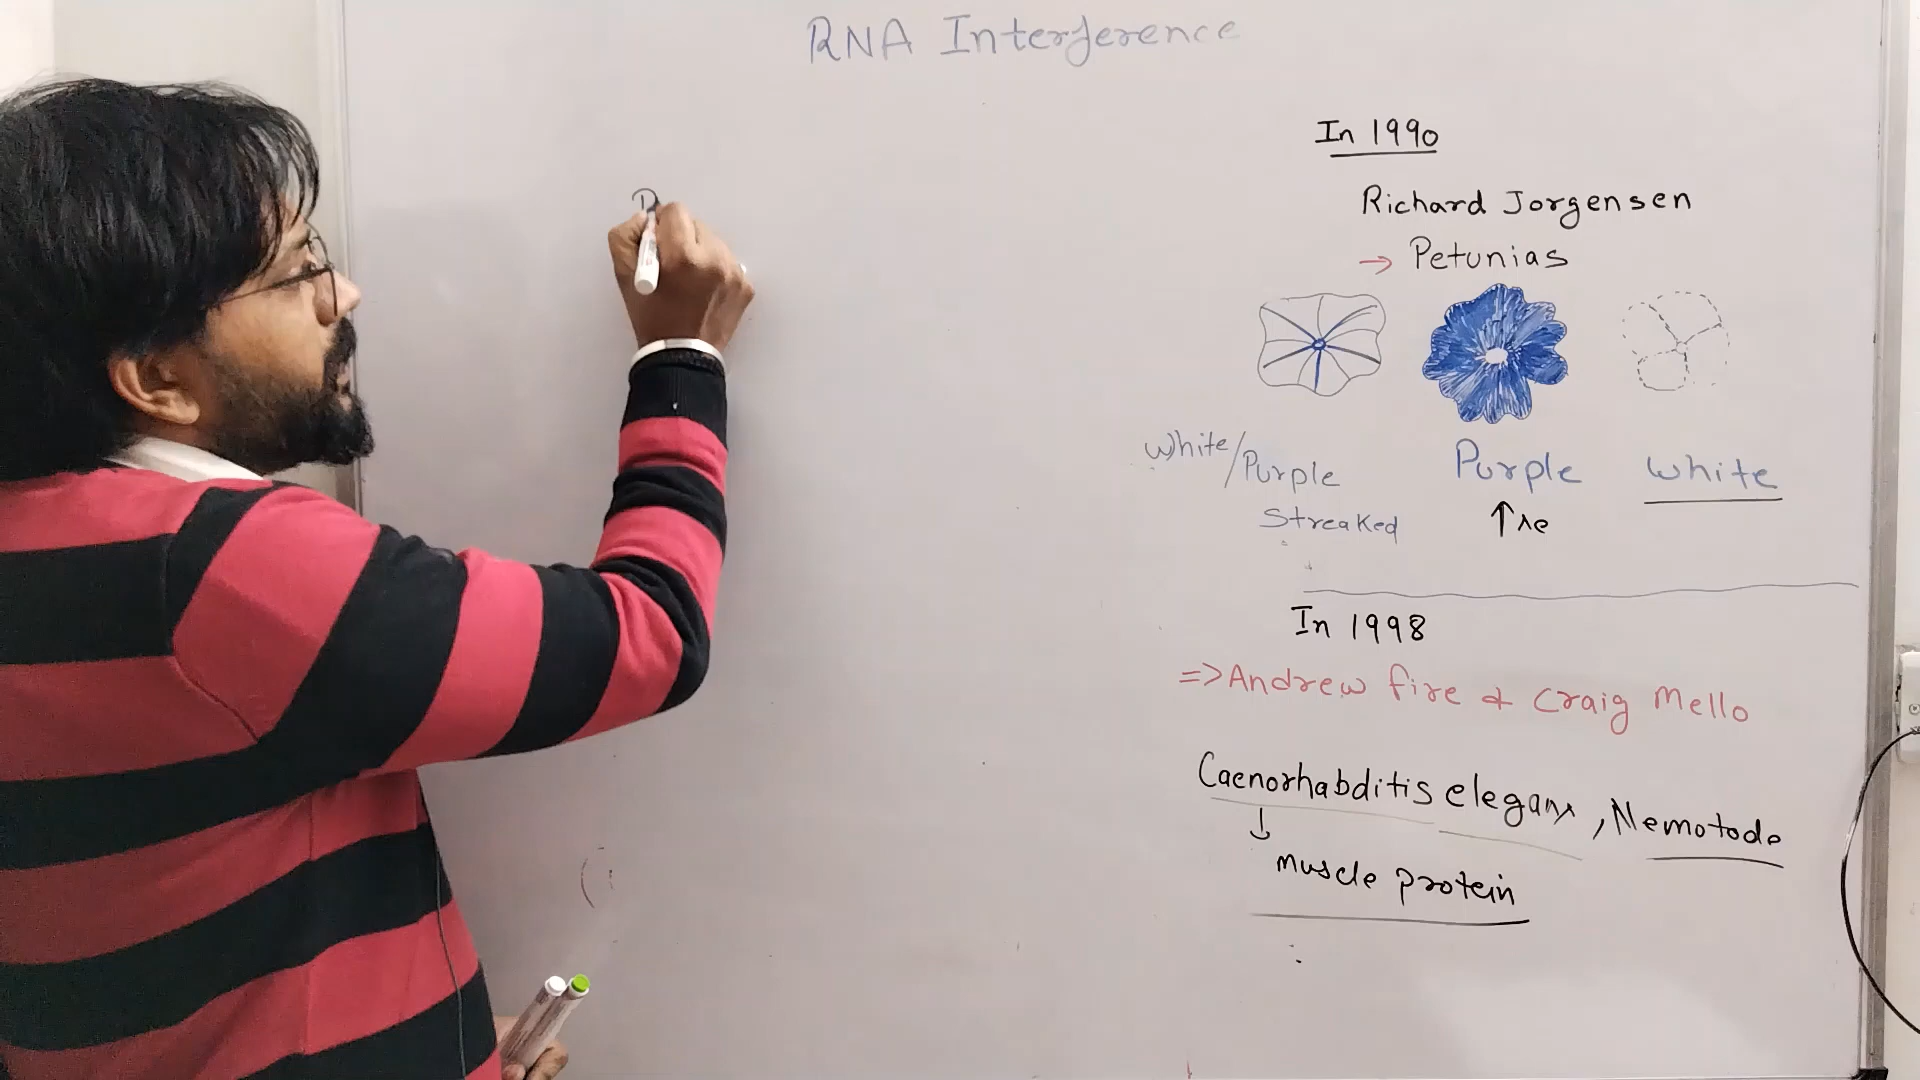 RNA Interference
In 1990
Richard Jorgensen
→ Petunias
White/Purple
Streaked
Purple
White
In 1998
=> Andrew fire & Craig Mello
Caenorhabditis elegans, Nemotode
↓
muscle protein